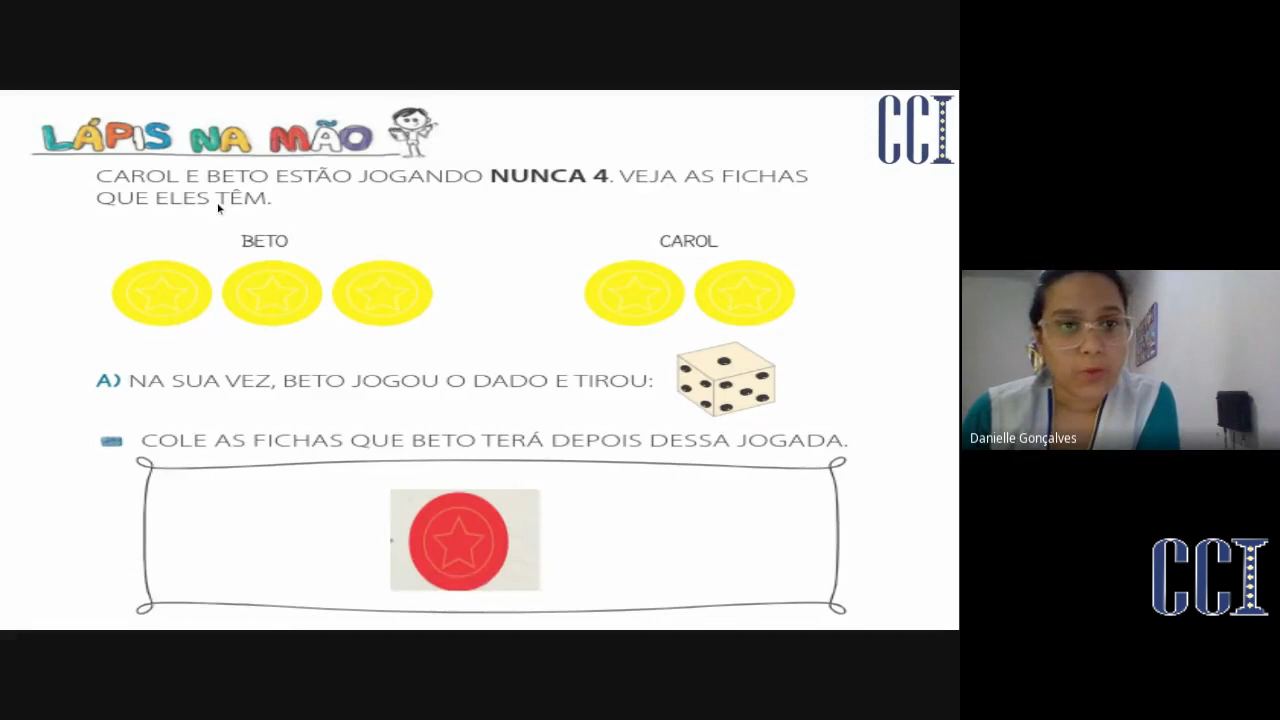 CCI
LÁPIS NA MÃO
CAROL E BETO ESTÃO JOGANDO NUNCA 4. VEJA AS FICHAS
QUE ELES TÊM.
BETO
CAROL
A) NA SUA VEZ, BETO JOGOU O DADO E TIROU:
COLE AS FICHAS QUE BETO TERÁ DEPOIS DESSA JOGADA.
Danielle Gonçalves
CCI